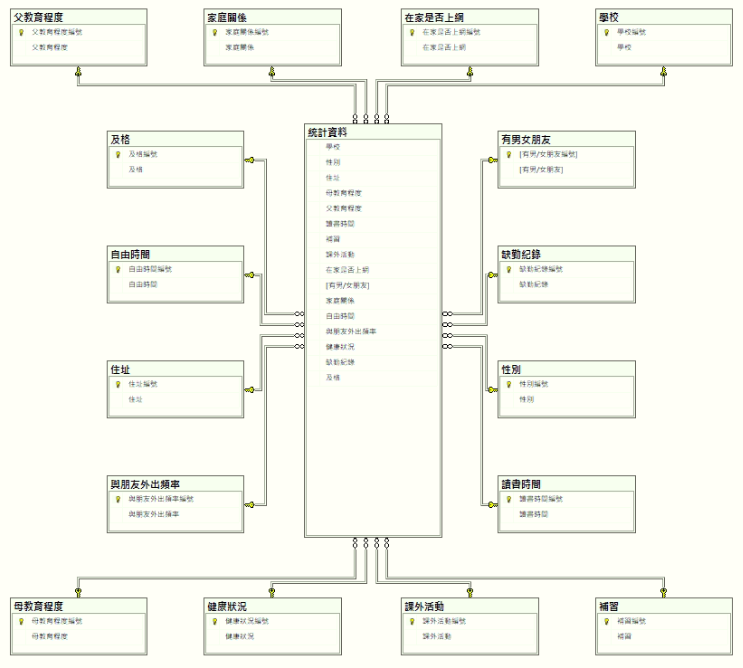 父教育程度
父教育程度編號
父教育程度
家庭關係
家庭關係編號
家庭關係
在家是否上網
在家是否上網編號
在家是否上網
學校
學校編號
學校
及格
及格編號
及格
自由時間
自由時間編號
自由時間
住址
住址編號
住址
與朋友外出頻率
與朋友外出頻率編號
與朋友外出頻率
統計資料
學校
性別
住址
母教育程度
父教育程度
讀書時間
補習
課外活動
在家是否上網
[有男/女朋友]
家庭關係
自由時間
與朋友外出頻率
健康狀況
缺勤紀錄
及格
有男女朋友
[有男/女朋友編號]
[有男/女朋友]
缺勤紀錄
缺勤紀錄編號
缺勤紀錄
性別
性別編號
性別
讀書時間
讀書時間編號
讀書時間
母教育程度
母教育程度編號
母教育程度
健康狀況
健康狀況編號
健康狀況
課外活動
課外活動編號
課外活動
補習
補習編號
補習